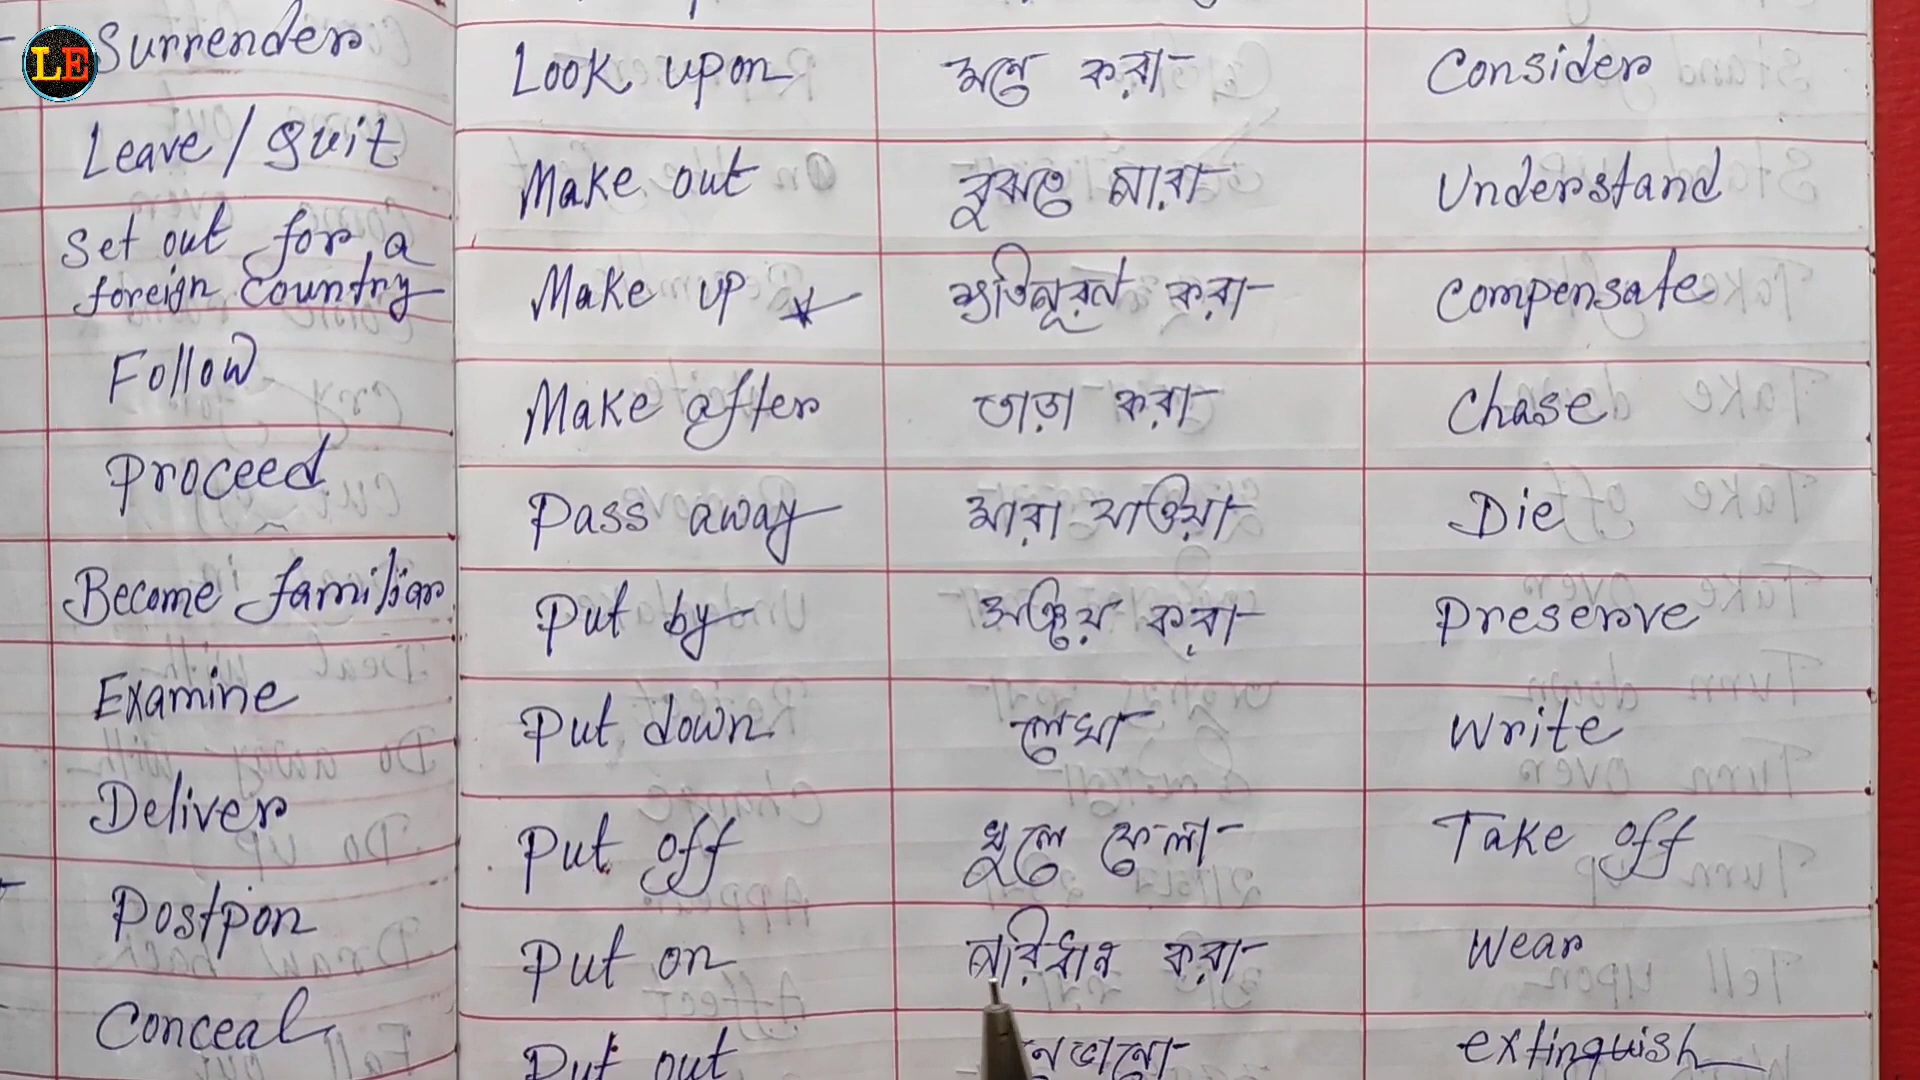 LE
Surrender
Leave / Quit
Set out for a
foreign Country
Follow
Proceed
Become familiar
Examine
Deliver
Postpon
Conceal
Look upon মনে করা Consider
Make out বুঝতে পারা Understand
Make up ক্ষতিপূরণ করা Compensate
Make after তাড়া করা Chase
Pass away মারা যাওয়া Die
Put by সঞ্চয় করা Preserve
Put down লেখা Write
Put off খুলে ফেলা Take off
Put on পরিধান করা Wear
Put out নেভানো extinguish